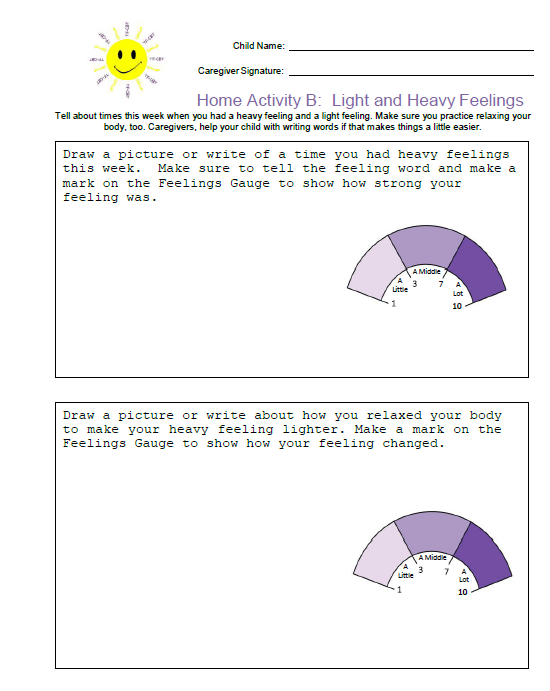 Child Name:
Caregiver Signature:
Home Activity B: Light and Heavy Feelings
Tell about times this week when you had a heavy feeling and a light feeling. Make sure you practice relaxing your
body, too. Caregivers, help your child with writing words if that makes things a little easier.
Draw a picture or write of a time you had heavy feelings
this week. Make sure to tell the feeling word and make a
mark on the Feelings Gauge to show how strong your
feeling was.
A Middle
A
Little
3
7
A
Lot
1
10
Draw a picture or write about how you relaxed your body
to make your heavy feeling lighter. Make a mark on the
Feelings Gauge to show how your feeling changed.
A Middle
A
Little
3
7
A
Lot
1
10